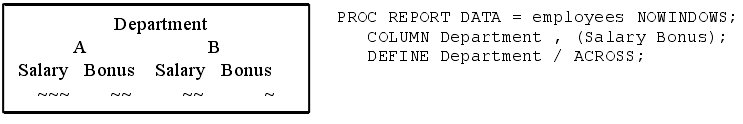 Department
A B
Salary Bonus Salary Bonus
~~~ ~~ ~~ ~
PROC REPORT DATA = employees NOWINDOWS;
COLUMN Department , (Salary Bonus);
DEFINE Department / ACROSS;